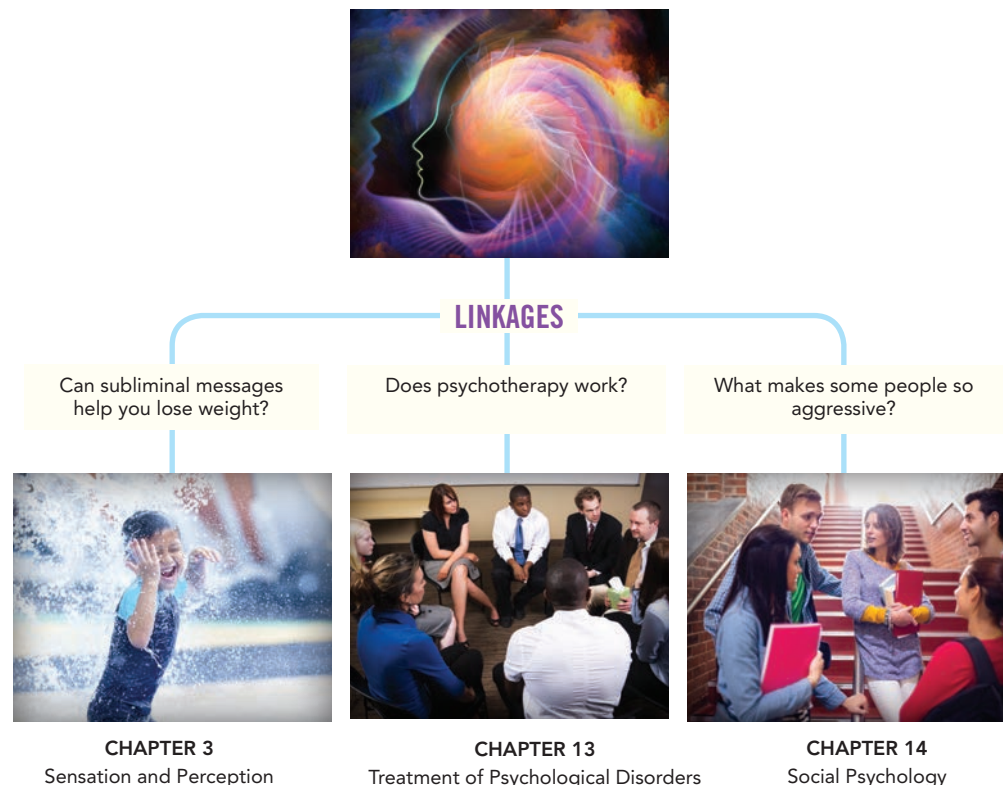 LINKAGES
Can subliminal messages
help you lose weight?
Does psychotherapy work?
What makes some people so
aggressive?
CHAPTER 3
Sensation and Perception
CHAPTER 13
Treatment of Psychological Disorders
CHAPTER 14
Social Psychology